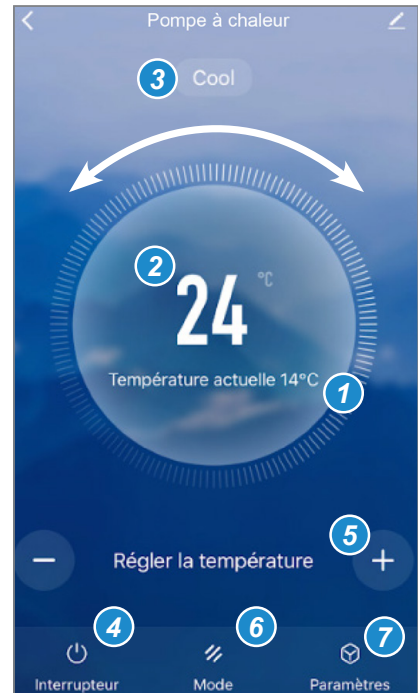 Pompe à chaleur
3 Cool
2 24 °C
Température actuelle 14°C
1
5
Régler la température
4 6 7
Interrupteur Mode Paramètres